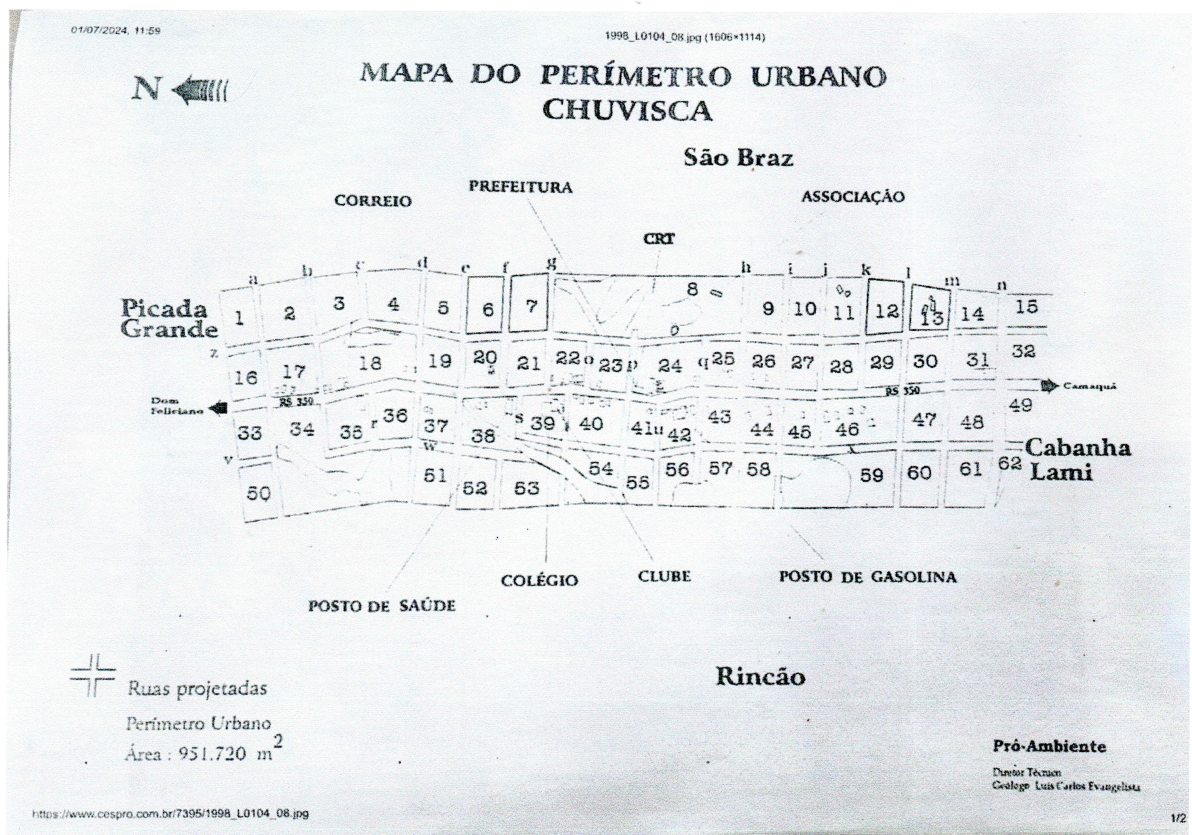 01/07/2024, 11:59
1998_L0104_08.jpg (1606×1114)
N
MAPA DO PERÍMETRO URBANO
CHUVISCA
São Braz
PREFEITURA
CORREIO
ASSOCIAÇÃO
CRT
a b c d e f g h i j k l m n
Picada
Grande
1 2 3 4 5 6 7 8 9 10 11 12 13 14 15
z
16 17 18 19 20 21 22 o 23 p 24 q 25 26 27 28 29 30 31 32
Dom
Feliciano
RS 350
RS 350
Camaquã
33 34 35 r 36 37 38 s 39 40 41 u 42 43 44 45 46 47 48 49
v
w
x
Cabanha
Lami
50 51 52 53 54 55 56 57 58 59 60 61 62
COLÉGIO
CLUBE
POSTO DE GASOLINA
POSTO DE SAÚDE
Rincão
Ruas projetadas
Perímetro Urbano
Área : 951.720 m²
Pró-Ambiente
Diretor Técnico
Geólogo Luis Carlos Evangelista
https://www.cespro.com.br/7395/1998_L0104_08.jpg
1/2